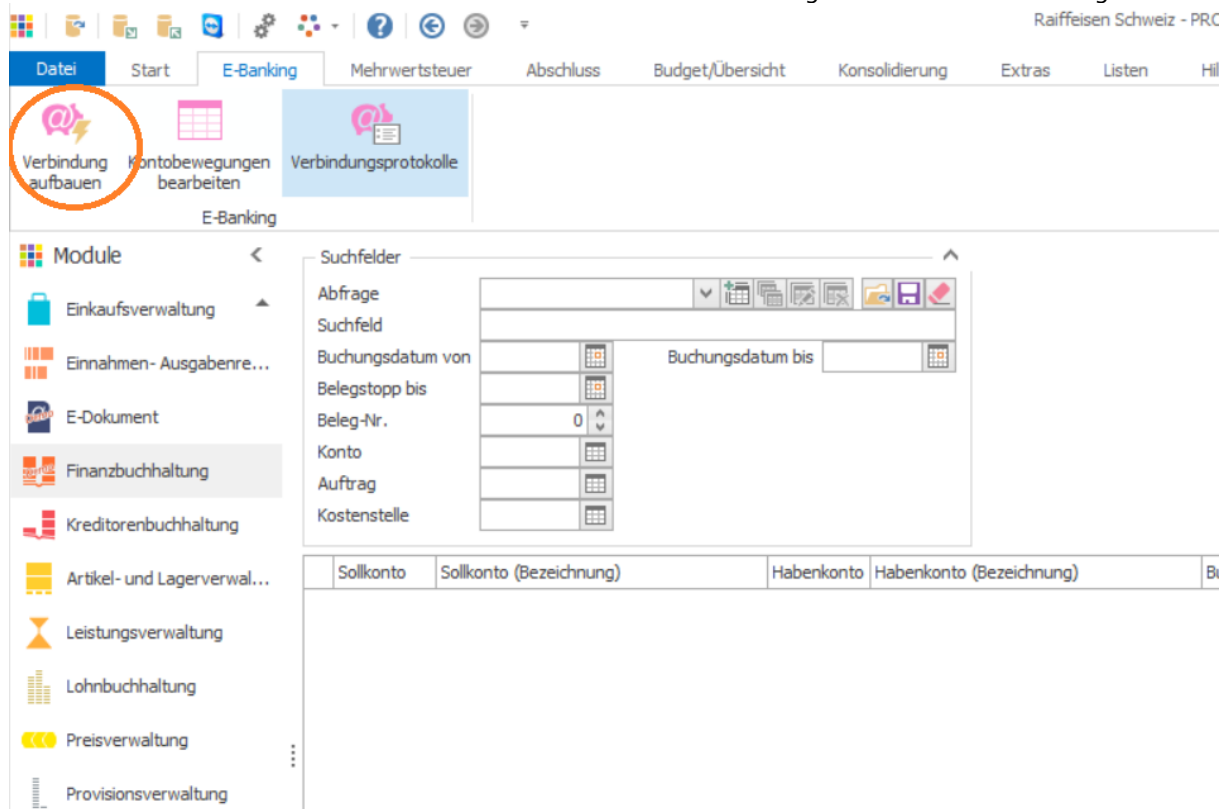 Raiffeisen Schweiz - PRO
Datei Start E-Banking Mehrwertsteuer Abschluss Budget/Übersicht Konsolidierung Extras Listen Hil
Verbindung aufbauen
Kontobewegungen bearbeiten
Verbindungsprotokolle
E-Banking
Module
Einkaufsverwaltung
Einnahmen- Ausgabenre...
E-Dokument
Finanzbuchhaltung
Kreditorenbuchhaltung
Artikel- und Lagerverwal...
Leistungsverwaltung
Lohnbuchhaltung
Preisverwaltung
Provisionsverwaltung
Suchfelder
Abfrage
Suchfeld
Buchungsdatum von Buchungsdatum bis
Belegstopp bis
Beleg-Nr. 0
Konto
Auftrag
Kostenstelle
Sollkonto Sollkonto (Bezeichnung) Habenkonto Habenkonto (Bezeichnung) Bu